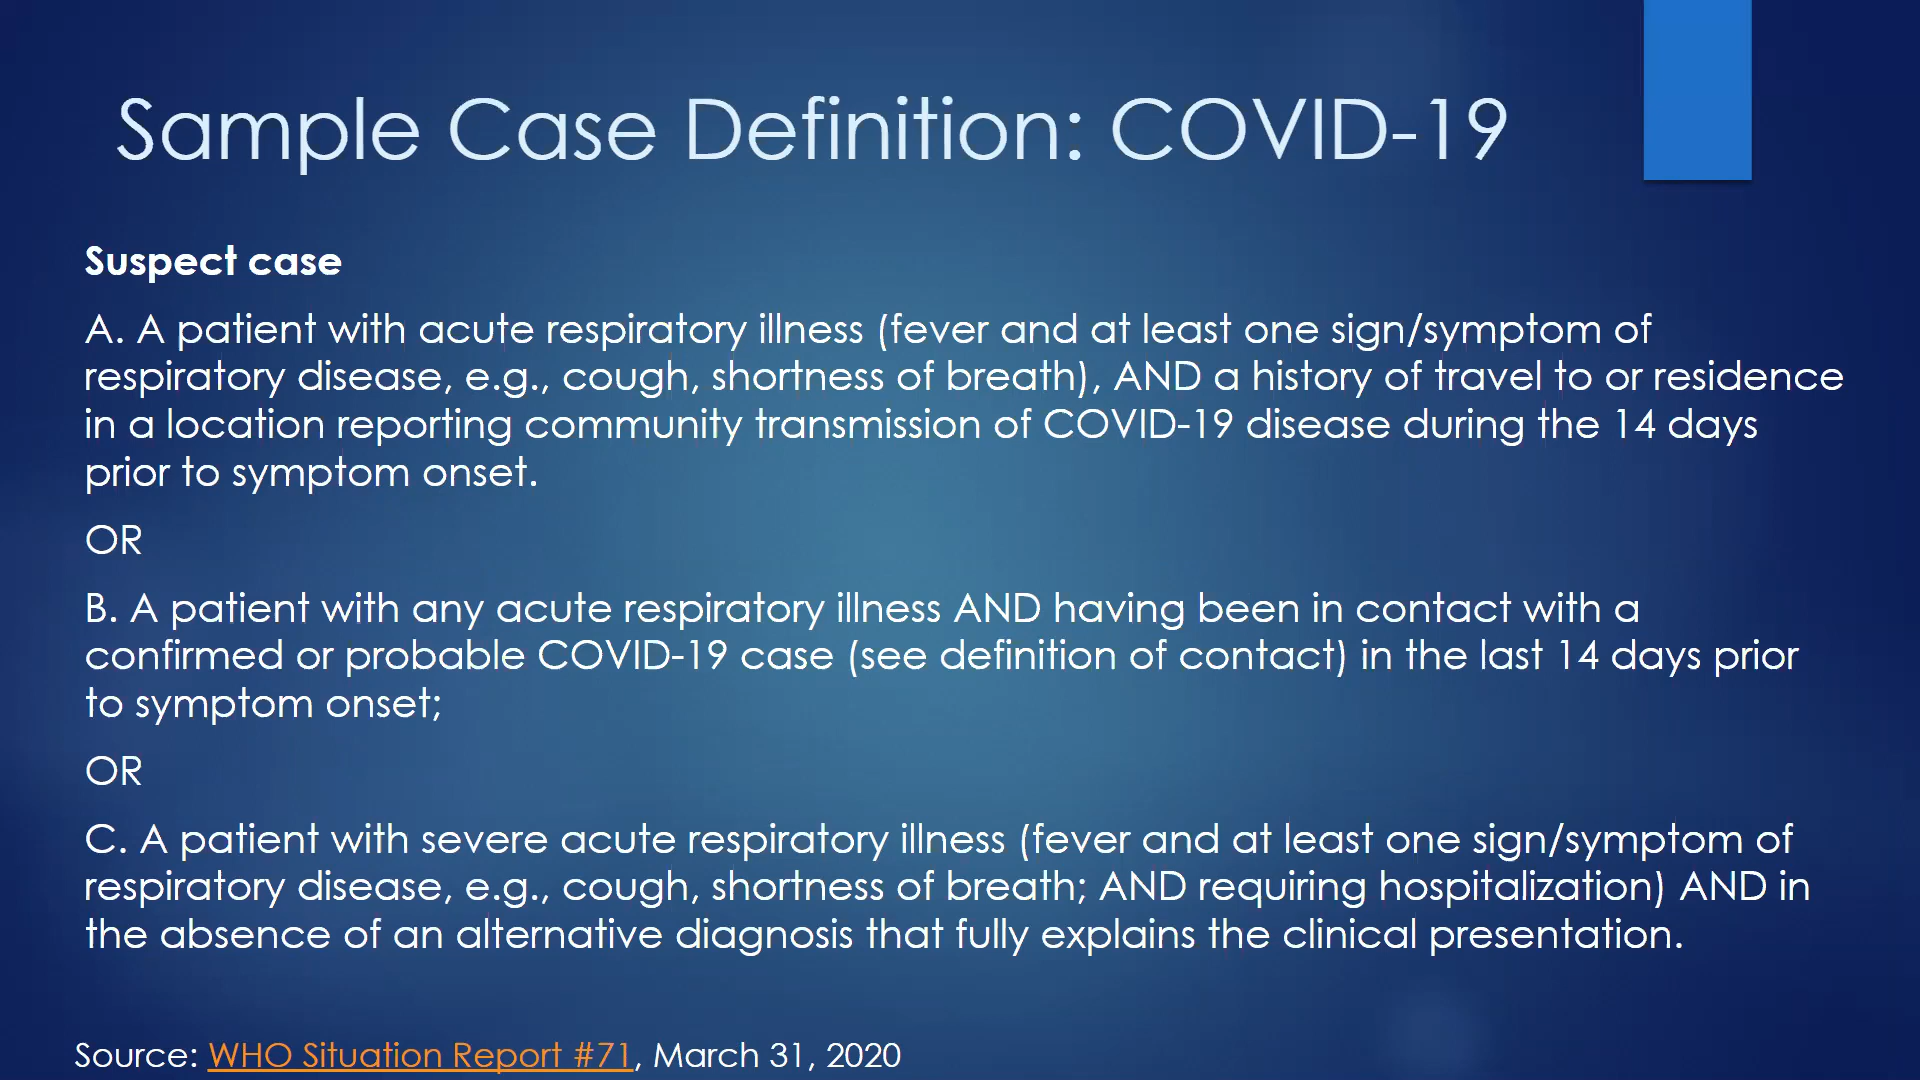 Sample Case Definition: COVID-19
Suspect case
A. A patient with acute respiratory illness (fever and at least one sign/symptom of
respiratory disease, e.g., cough, shortness of breath), AND a history of travel to or residence
in a location reporting community transmission of COVID-19 disease during the 14 days
prior to symptom onset.
OR
B. A patient with any acute respiratory illness AND having been in contact with a
confirmed or probable COVID-19 case (see definition of contact) in the last 14 days prior
to symptom onset;
OR
C. A patient with severe acute respiratory illness (fever and at least one sign/symptom of
respiratory disease, e.g., cough, shortness of breath; AND requiring hospitalization) AND in
the absence of an alternative diagnosis that fully explains the clinical presentation.
Source: WHO Situation Report #71, March 31, 2020